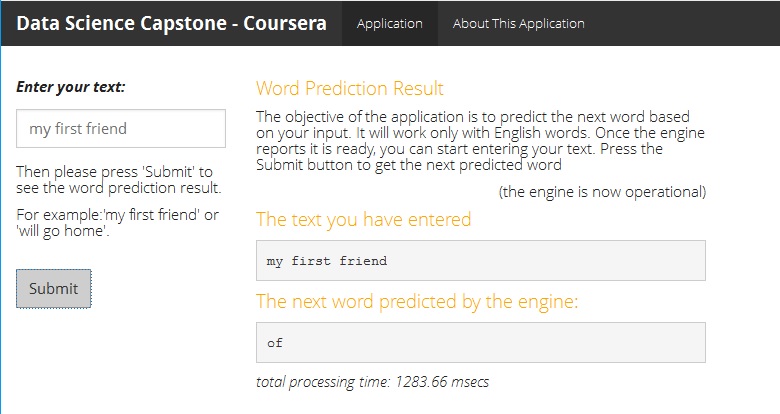 Data Science Capstone - Coursera
Application
About This Application
Enter your text:
my first friend
Then please press 'Submit' to
see the word prediction result.
For example:'my first friend' or
'will go home'.
Submit
Word Prediction Result
The objective of the application is to predict the next word based
on your input. It will work only with English words. Once the engine
reports it is ready, you can start entering your text. Press the
Submit button to get the next predicted word
(the engine is now operational)
The text you have entered
my first friend
The next word predicted by the engine:
of
total processing time: 1283.66 msecs